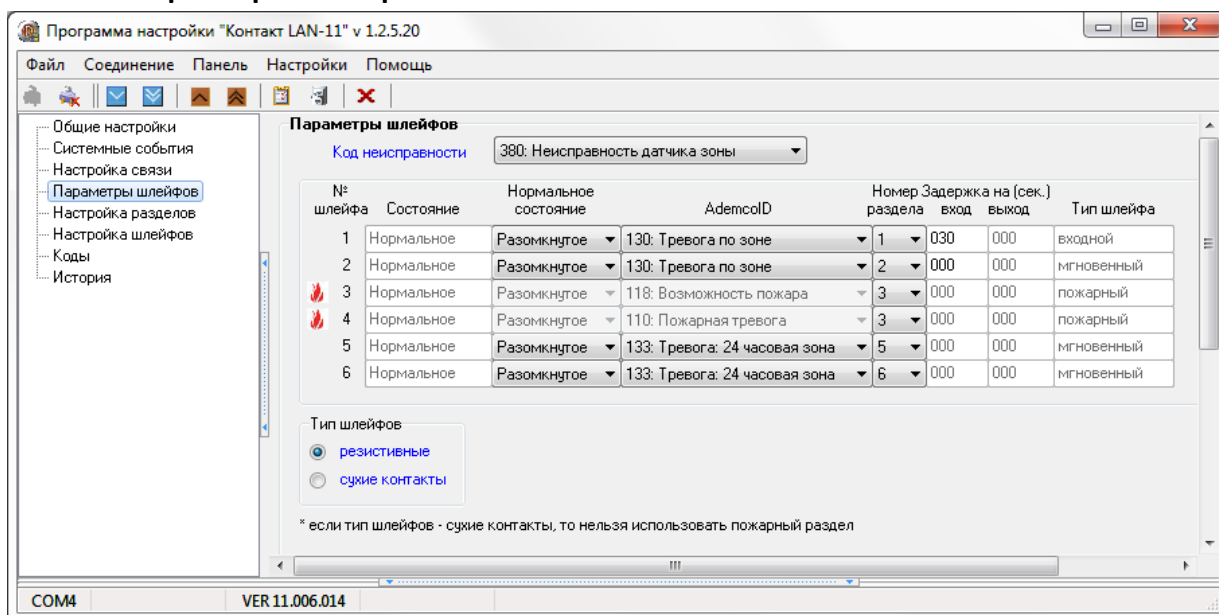 Программа настройки "Контакт LAN-11" v 1.2.5.20
Файл Соединение Панель Настройки Помощь
Общие настройки
Системные события
Настройка связи
Параметры шлейфов
Настройка разделов
Настройка шлейфов
Коды
История
Параметры шлейфов
Код неисправности 380: Неисправность датчика зоны
№ шлейфа Состояние Нормальное состояние AdemcoID Номер раздела Задержка на (сек.) вход выход Тип шлейфа
1 Нормальное Разомкнутое 130: Тревога по зоне 1 030 000 входной
2 Нормальное Разомкнутое 130: Тревога по зоне 2 000 000 мгновенный
3 Нормальное Разомкнутое 118: Возможность пожара 3 000 000 пожарный
4 Нормальное Разомкнутое 110: Пожарная тревога 3 000 000 пожарный
5 Нормальное Разомкнутое 133: Тревога: 24 часовая зона 5 000 000 мгновенный
6 Нормальное Разомкнутое 133: Тревога: 24 часовая зона 6 000 000 мгновенный
Тип шлейфов
резистивные
сухие контакты
* если тип шлейфов - сухие контакты, то нельзя использовать пожарный раздел
COM4 VER 11.006.014